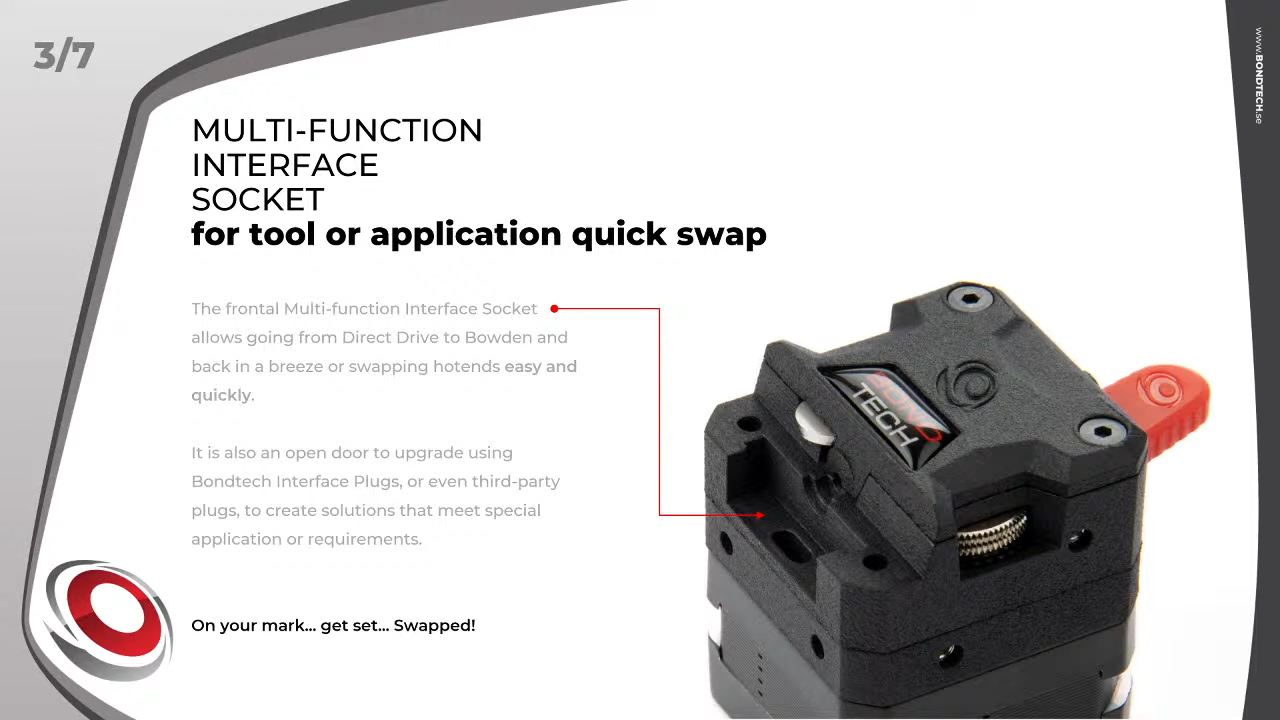 3/7
www.BONDTECH.se
MULTI-FUNCTION
INTERFACE
SOCKET
for tool or application quick swap
The frontal Multi-function Interface Socket
allows going from Direct Drive to Bowden and
back in a breeze or swapping hotends easy and
quickly.
It is also an open door to upgrade using
Bondtech Interface Plugs, or even third-party
plugs, to create solutions that meet special
application or requirements.
On your mark... get set... Swapped!
BOND
TECH